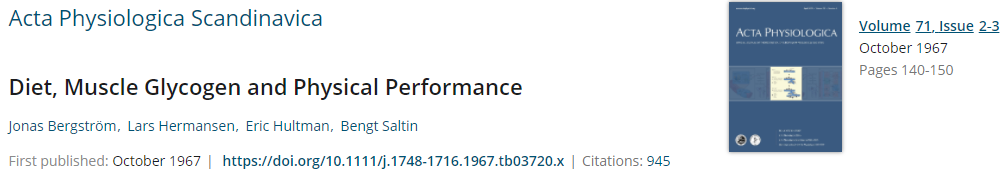 Acta Physiologica Scandinavica
Diet, Muscle Glycogen and Physical Performance
Jonas Bergström, Lars Hermansen, Eric Hultman, Bengt Saltin
First published: October 1967 | https://doi.org/10.1111/j.1748-1716.1967.tb03720.x | Citations: 945
ACTA PHYSIOLOGICA
Volume 71, Issue 2-3
October 1967
Pages 140-150